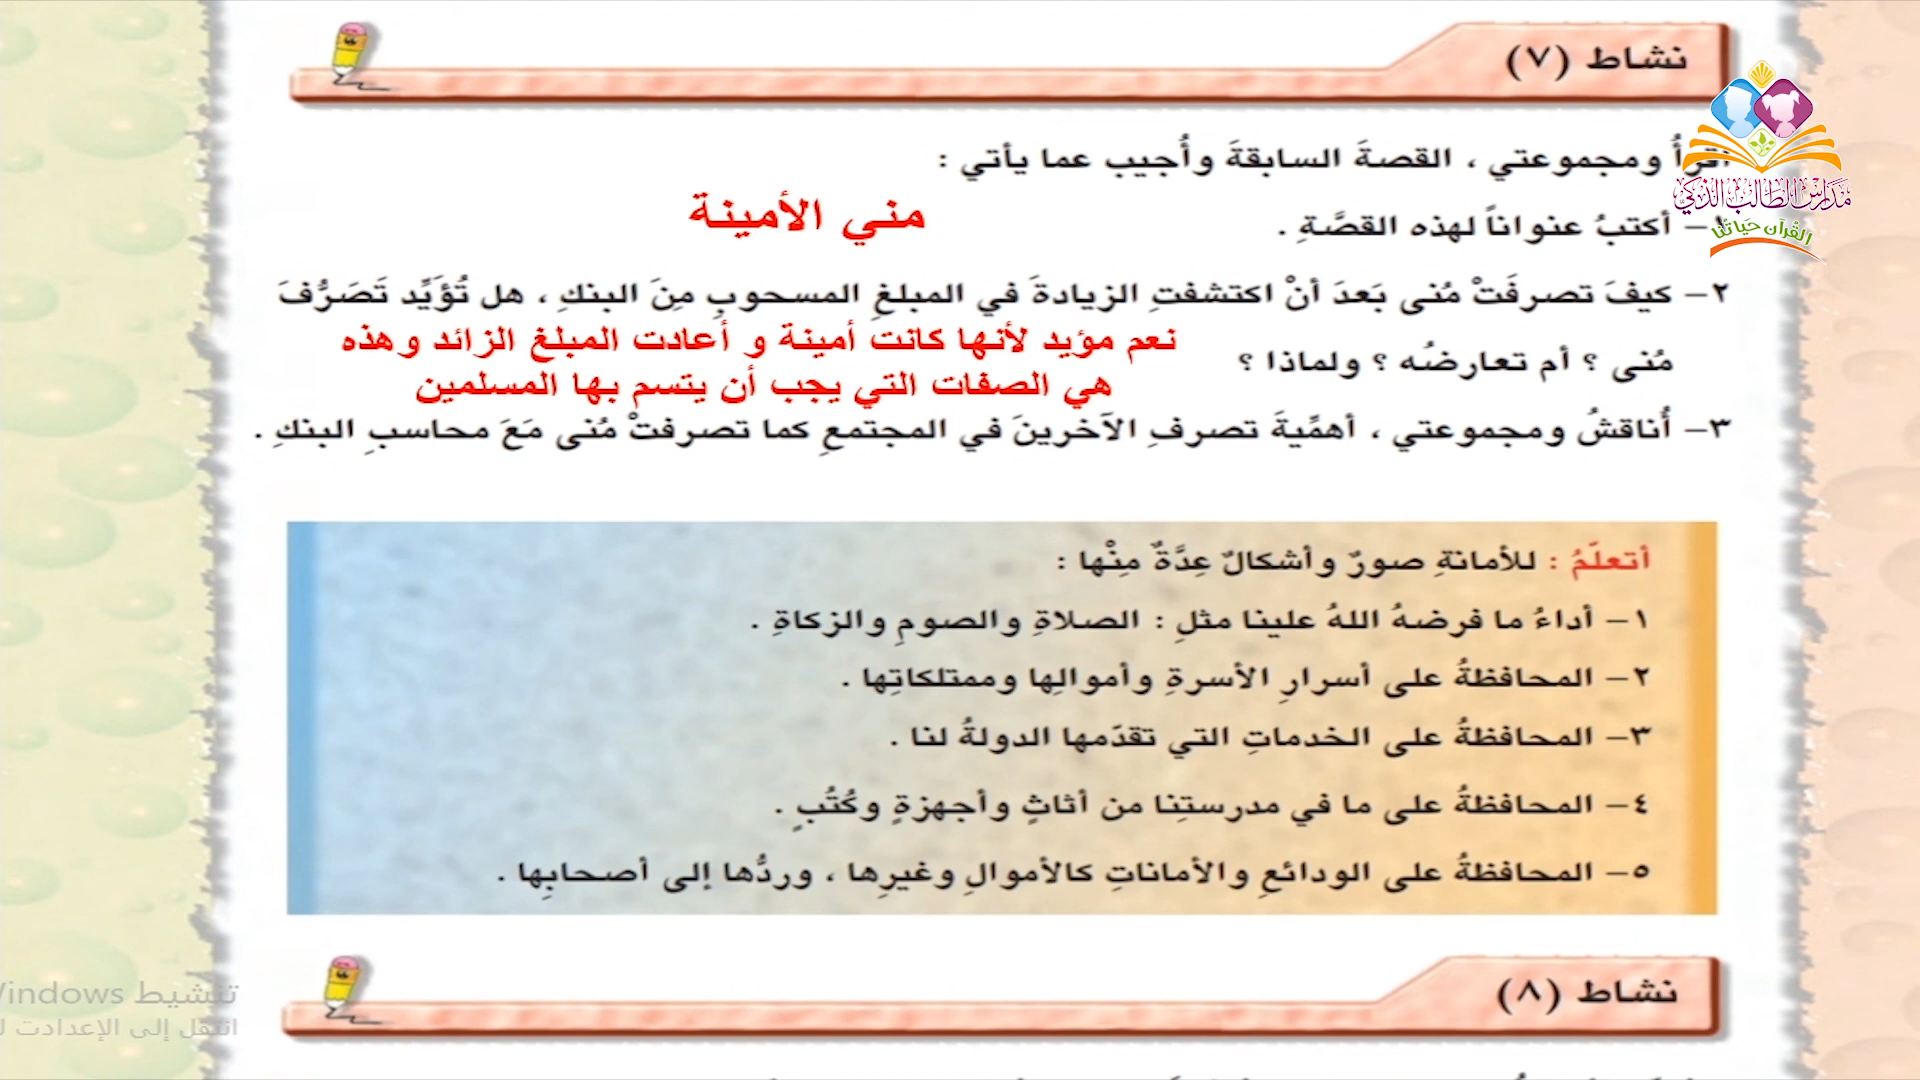 نشاط (٧)
أقرأُ ومجموعتي ، القصةَ السابقةَ وأُجيب عما يأتي :
مدارس الطالب الذكي
القرآن حياتنا
١– أكتبُ عنواناً لهذه القصَّةِ .
مني الأمينة
٢– كيفَ تصرفَتْ مُنى بَعدَ أنْ اكتشفتِ الزيادةَ في المبلغِ المسحوبِ مِنَ البنكِ ، هل تُؤَيِّد تَصَرُّفَ
مُنى ؟ أم تعارضُه ؟ ولماذا ؟
نعم مؤيد لأنها كانت أمينة و أعادت المبلغ الزائد وهذه
هي الصفات التي يجب أن يتسم بها المسلمين
٣– أُناقشُ ومجموعتي ، أهمِّيةَ تصرفِ الآخرينَ في المجتمعِ كما تصرفتْ مُنى مَعَ محاسبِ البنكِ .
أتعلّمُ : للأمانةِ صورٌ وأشكالٌ عِدَّةٌ مِنْها :
١– أداءُ ما فرضهُ اللهُ علينا مثلِ : الصلاةِ والصومِ والزكاةِ .
٢– المحافظةُ على أسرارِ الأسرةِ وأموالِها وممتلكاتِها .
٣– المحافظةُ على الخدماتِ التي تقدّمها الدولةُ لنا .
٤– المحافظةُ على ما في مدرستِنا من أثاثٍ وأجهزةٍ وكُتُبٍ .
٥– المحافظةُ على الودائعِ والأماناتِ كالأموالِ وغيرِها ، وردُّها إلى أصحابِها .
نشاط (٨)
تنشيط Windows
انتقل إلى الإعدادت